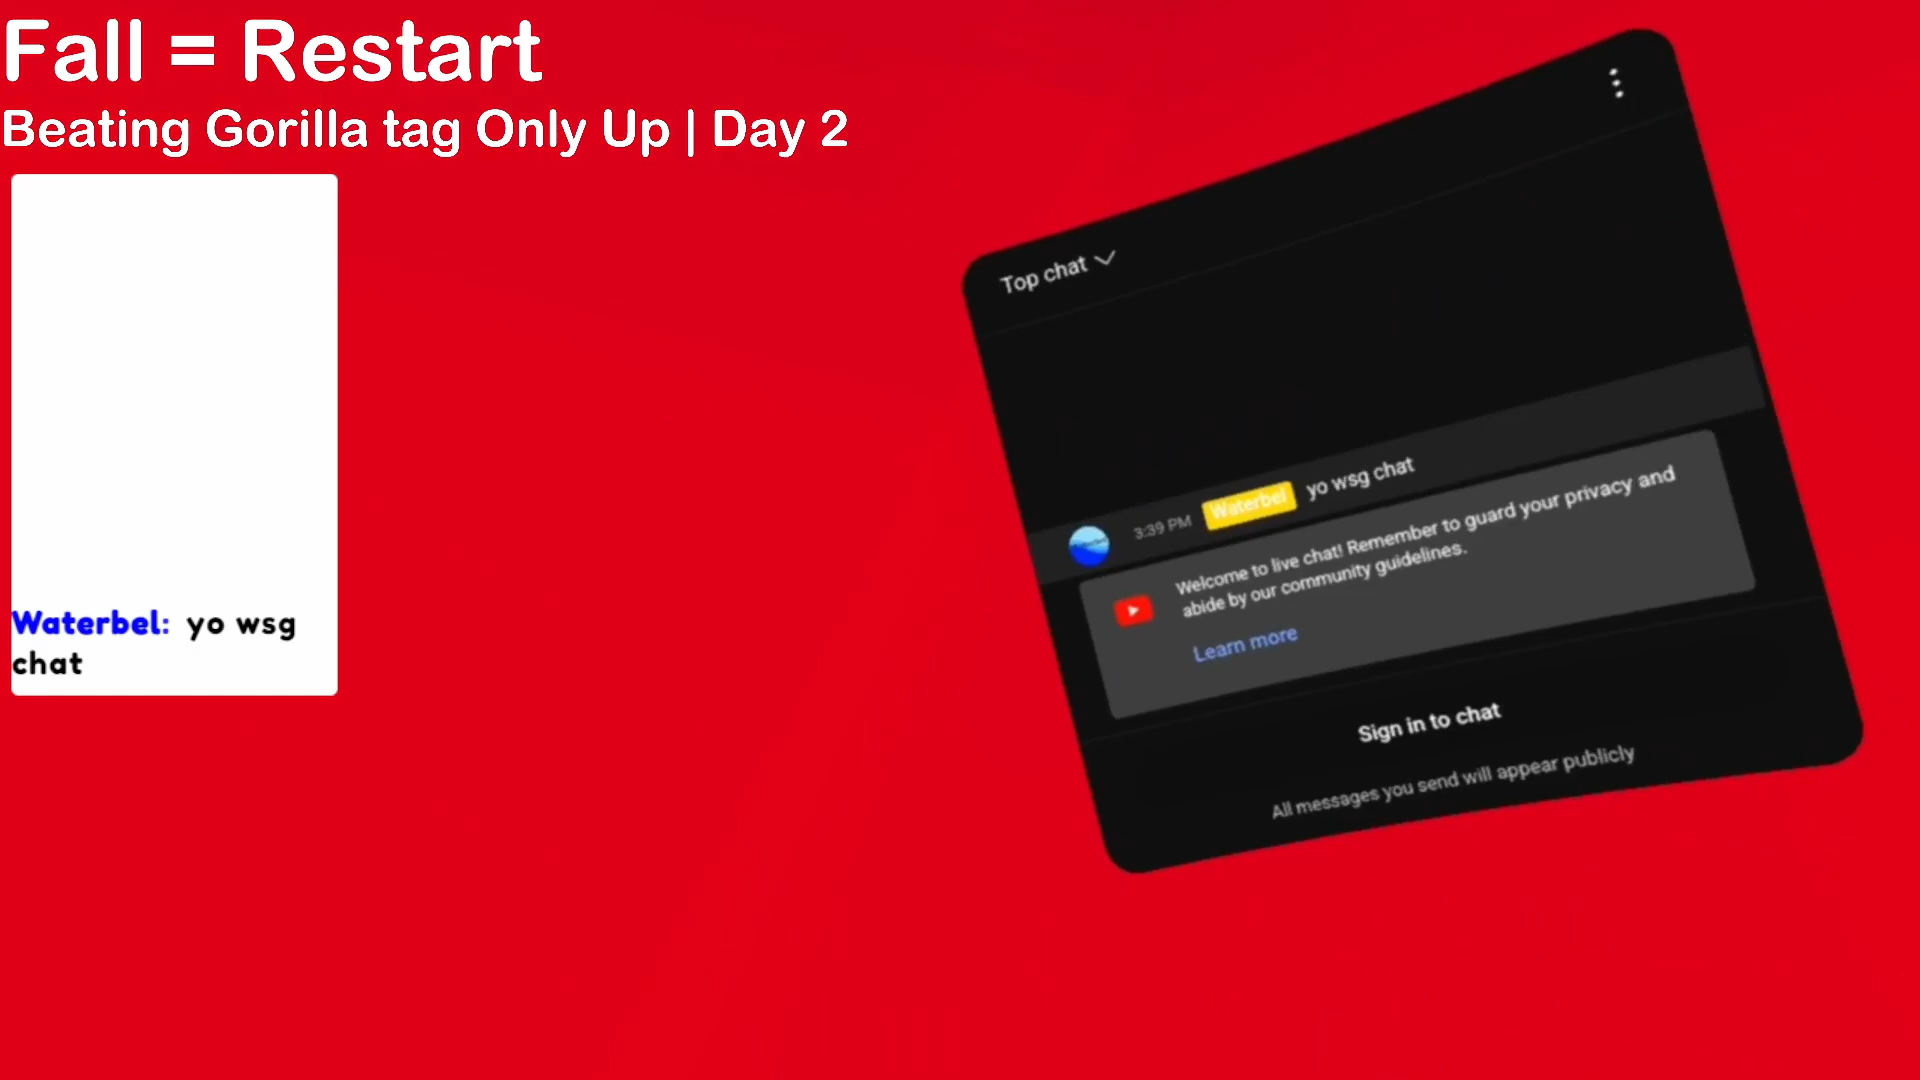 Fall = Restart
Beating Gorilla tag Only Up | Day 2
Waterbel: yo wsg
chat
Top chat
3:39 PM Waterbel yo wsg chat
Welcome to live chat! Remember to guard your privacy and
abide by our community guidelines.
Learn more
Sign in to chat
All messages you send will appear publicly